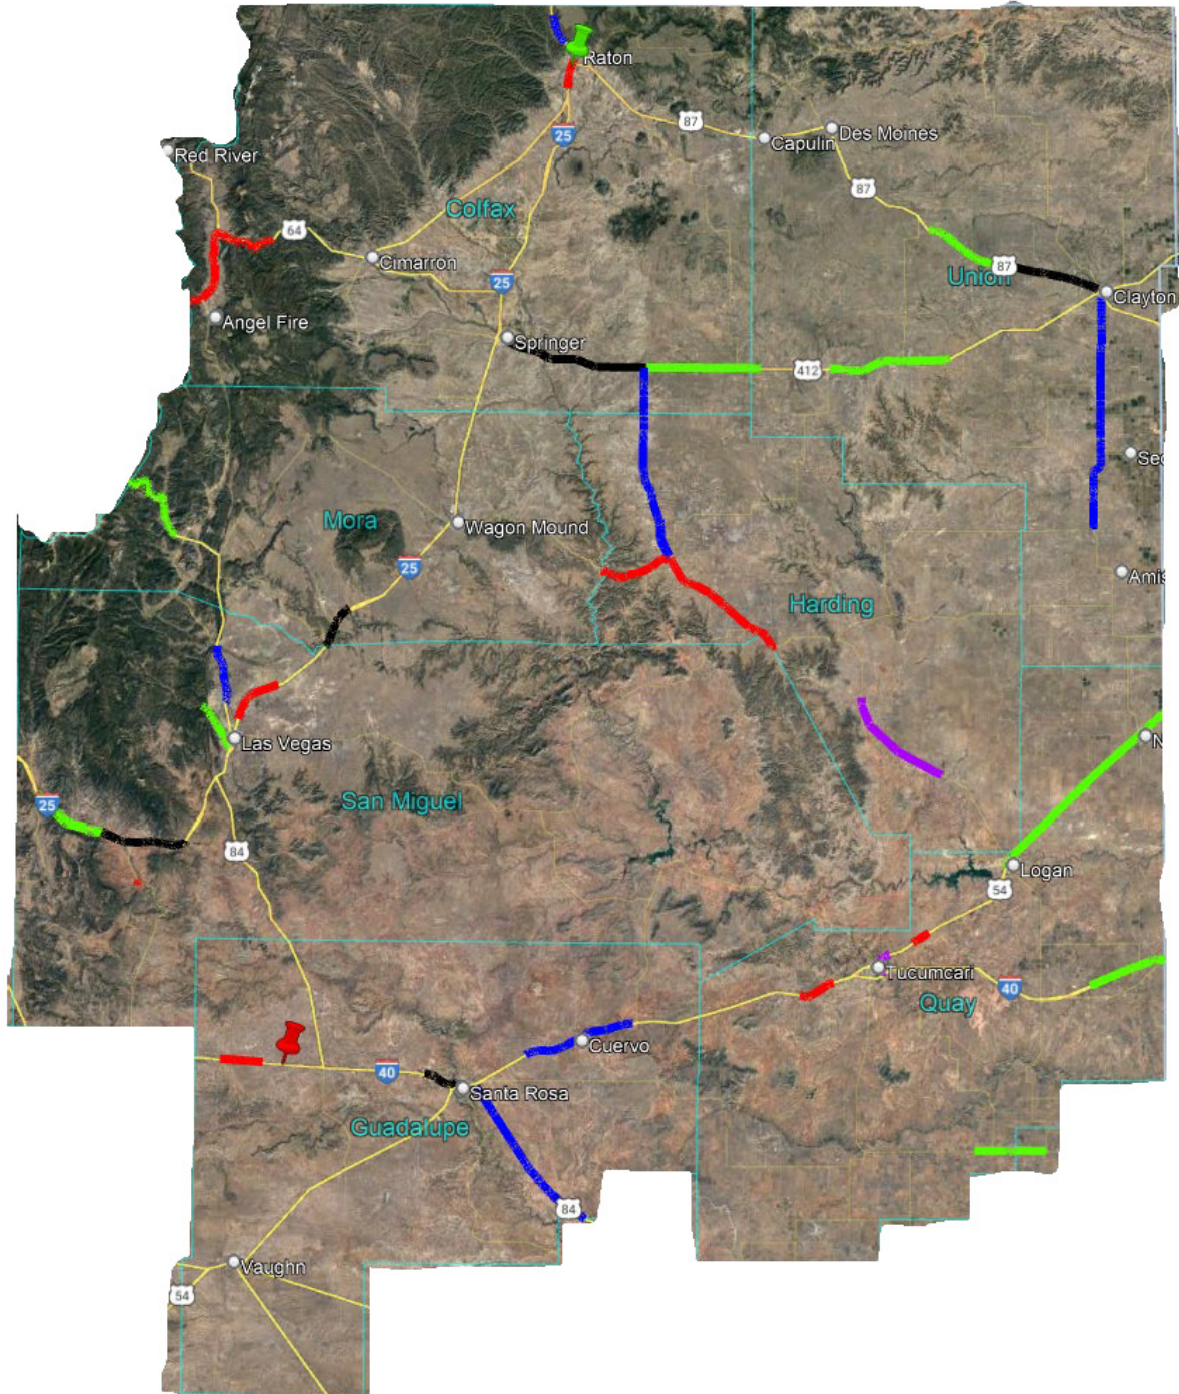 Raton
87
25
Des Moines
Capulin
Red River
87
Colfax
64
Cimarron
87
Union
25
Clayton
Angel Fire
Springer
412
Mora
Wagon Mound
25
Harding
Las Vegas
San Miguel
25
84
Logan
54
Tucumcari
40
Quay
Cuervo
40
Santa Rosa
Guadalupe
84
Vaughn
54